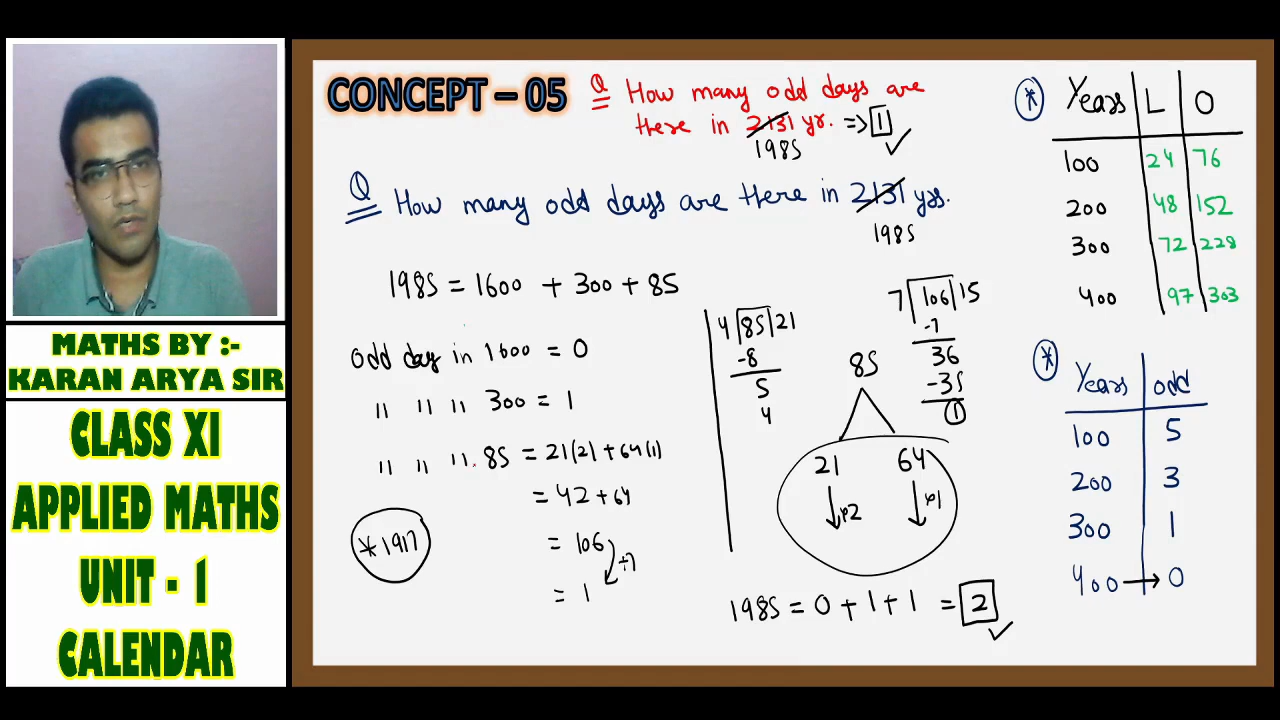 CONCEPT – 05
Q How many odd days are
there in 2131 yr. => 1 ✓
1985
Q How many odd days are there in 2131 yrs.
1985
1985 = 1600 + 300 + 85
odd day in 1600 = 0
" " " 300 = 1
" " " 85 = 21(2) + 64(1)
= 42 + 64
= 106
÷7
= 1
* 1917
4 | 85 | 21
-8
5
4
7 | 106 | 15
-7
36
-35
1
85
21 64
×2 ×1
1985 = 0 + 1 + 1 = 2 ✓
* Years L O
100 24 76
200 48 152
300 72 228
400 97 303
* Years odd
100 5
200 3
300 1
400 → 0
MATHS BY :-
KARAN ARYA SIR
CLASS XI
APPLIED MATHS
UNIT - 1
CALENDAR